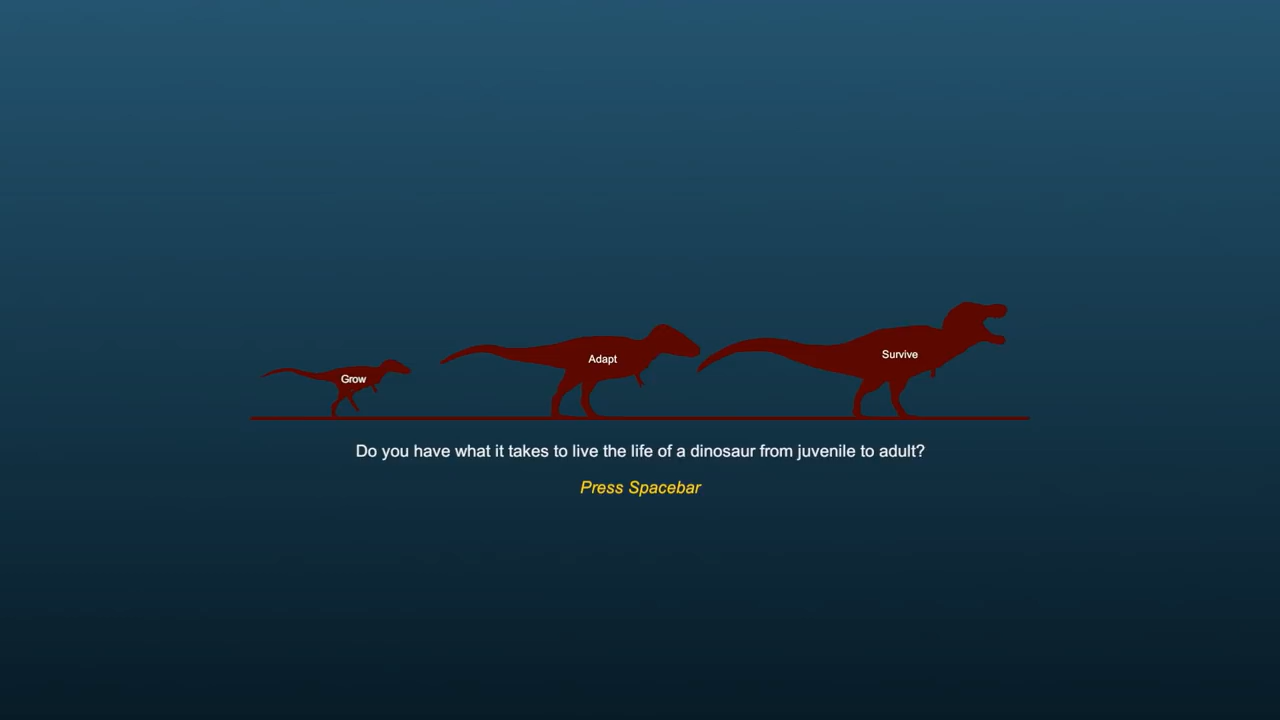 Grow
Adapt
Survive
Do you have what it takes to live the life of a dinosaur from juvenile to adult?
Press Spacebar